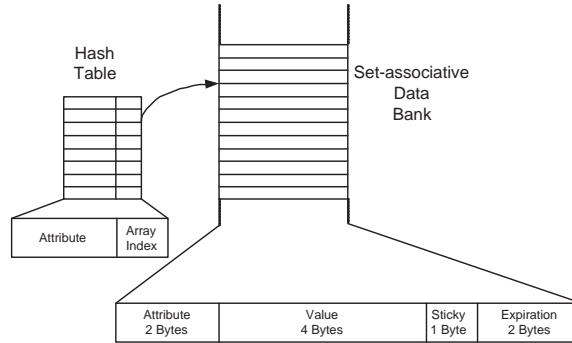 Hash
Table
Set-associative
Data
Bank
Attribute
Array
Index
Attribute
2 Bytes
Value
4 Bytes
Sticky
1 Byte
Expiration
2 Bytes